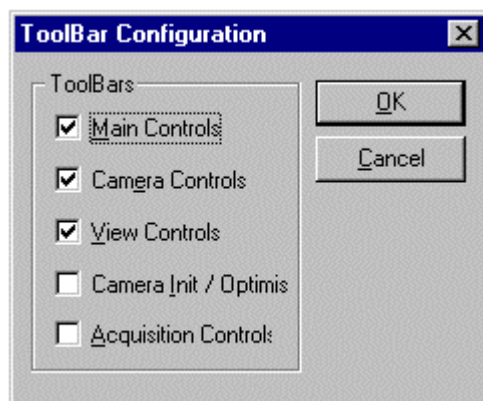 ToolBar Configuration
ToolBars
Main Controls
Camera Controls
View Controls
Camera Init / Optimis
Acquisition Controls
OK
Cancel